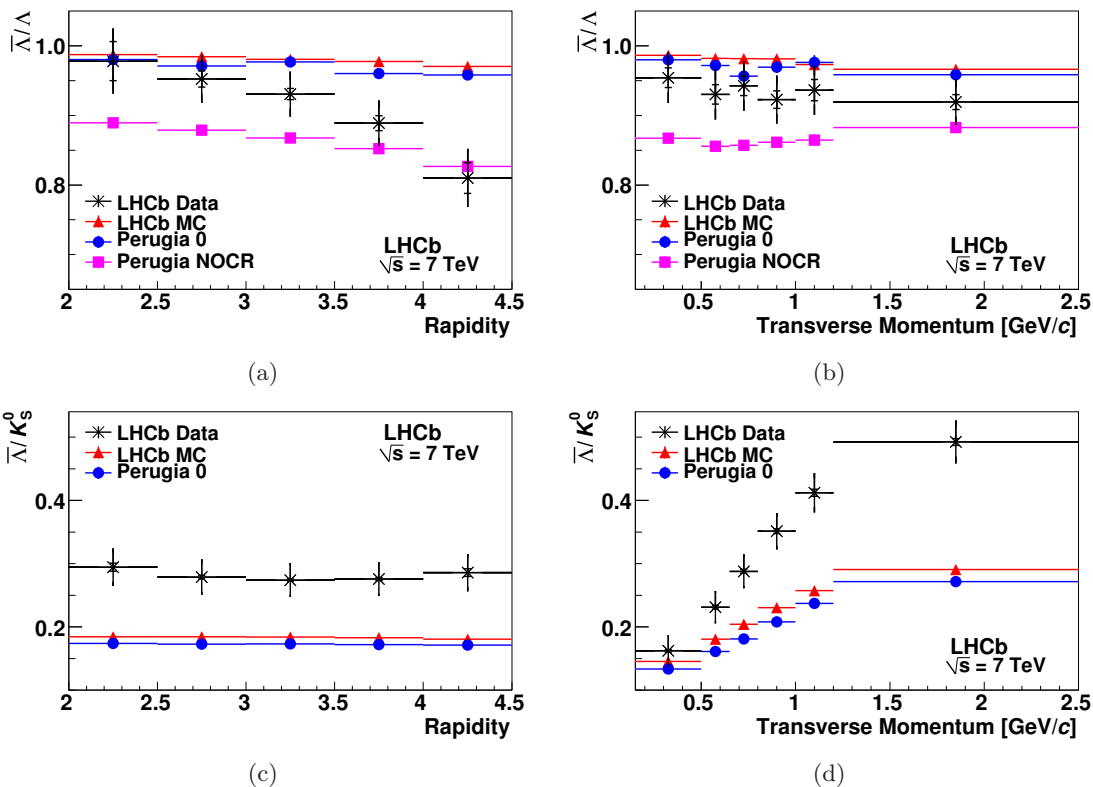 Λ̅/Λ
1.0
0.8
LHCb Data
LHCb MC
Perugia 0
Perugia NOCR
LHCb
√s = 7 TeV
2 2.5 3 3.5 4 4.5
Rapidity
(a)
Λ̅/Λ
1.0
0.8
LHCb Data
LHCb MC
Perugia 0
Perugia NOCR
LHCb
√s = 7 TeV
0.5 1 1.5 2 2.5
Transverse Momentum [GeV/c]
(b)
Λ̅/K⁰s
0.4
0.2
LHCb Data
LHCb MC
Perugia 0
LHCb
√s = 7 TeV
2 2.5 3 3.5 4 4.5
Rapidity
(c)
Λ̅/K⁰s
0.4
0.2
LHCb Data
LHCb MC
Perugia 0
LHCb
√s = 7 TeV
0.5 1 1.5 2 2.5
Transverse Momentum [GeV/c]
(d)